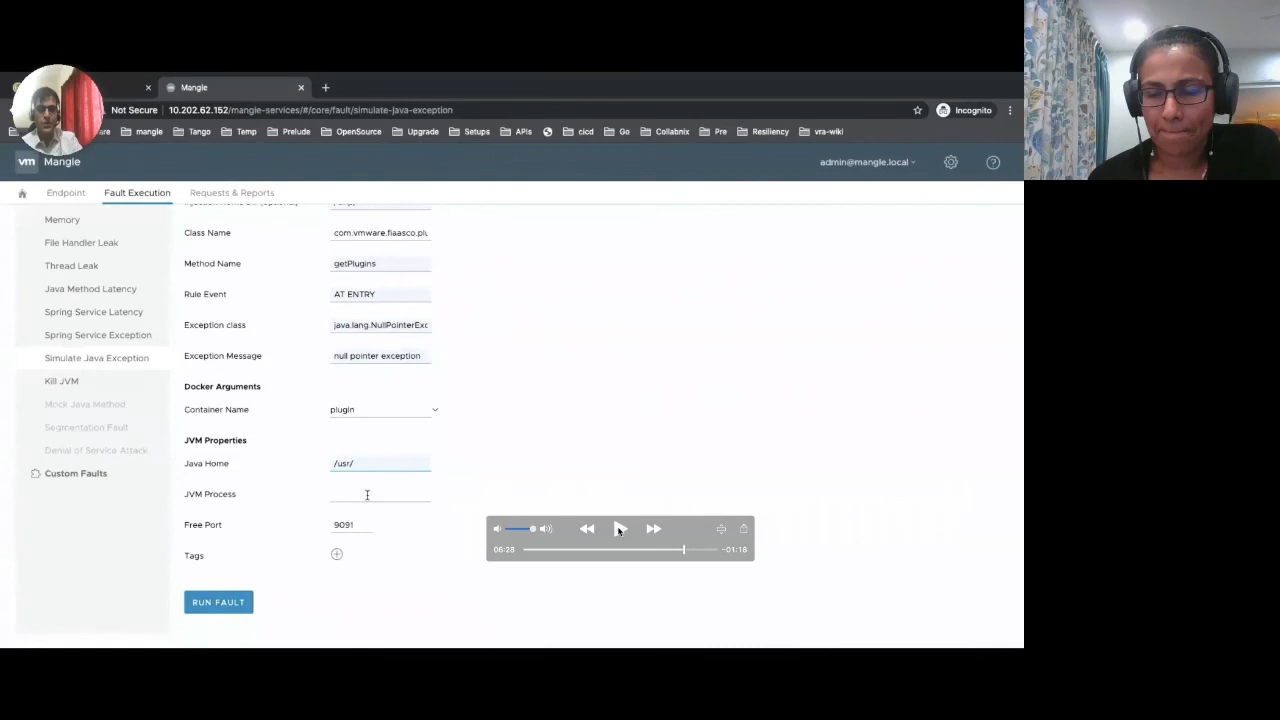 Mangle
Not Secure 10.202.62.152/mangle-services/#/core/fault/simulate-java-exception
Incognito
mangle Tango Temp Prelude OpenSource Upgrade Setups APIs cicd Go Collabnix Pre Resiliency vra-wiki
vm Mangle
admin@mangle.local
Endpoint Fault Execution Requests & Reports
Memory
File Handler Leak
Thread Leak
Java Method Latency
Spring Service Latency
Spring Service Exception
Simulate Java Exception
Kill JVM
Mock Java Method
Segmentation Fault
Denial of Service Attack
Custom Faults
Class Name com.vmware.fiaasco.plu
Method Name getPlugins
Rule Event AT ENTRY
Exception class java.lang.NullPointerExc
Exception Message null pointer exception
Docker Arguments
Container Name plugin
JVM Properties
Java Home /usr/
JVM Process
Free Port 9091
Tags
RUN FAULT
06:28 -01:18